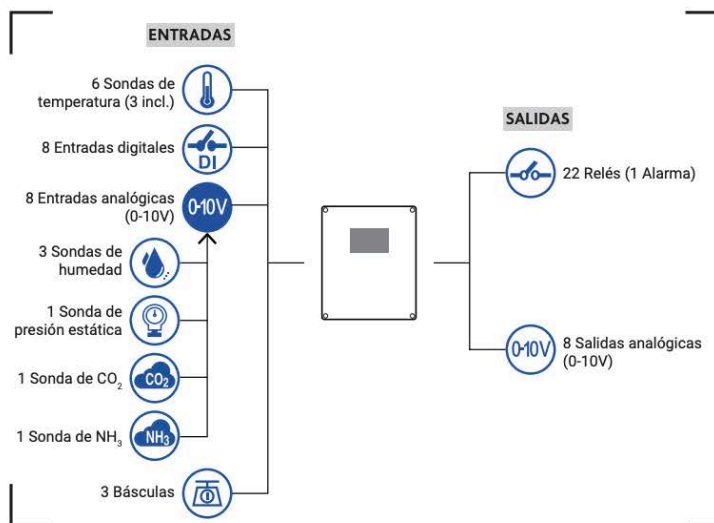 ENTRADAS
6 Sondas de
temperatura (3 incl.)
8 Entradas digitales
DI
8 Entradas analógicas
(0-10V)
0-10V
3 Sondas de
humedad
1 Sonda de
presión estática
1 Sonda de CO₂
CO₂
1 Sonda de NH₃
NH₃
3 Básculas
SALIDAS
22 Relés (1 Alarma)
0-10V
8 Salidas analógicas
(0-10V)